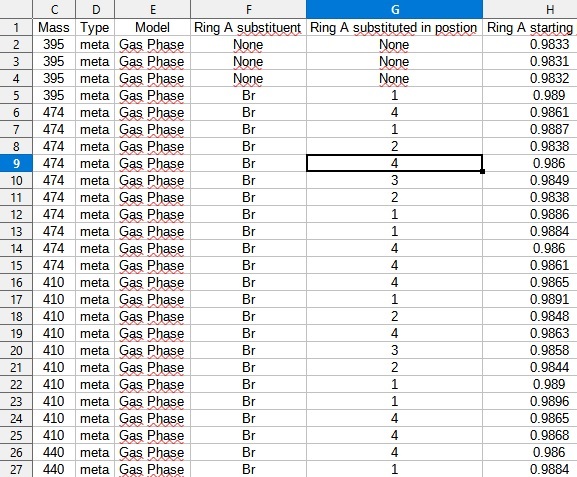 C D E F G H
1 Mass Type Model Ring A substituent Ring A substituted in postion Ring A starting
2 395 meta Gas Phase None None 0.9833
3 395 meta Gas Phase None None 0.9831
4 395 meta Gas Phase None None 0.9832
5 395 meta Gas Phase Br 1 0.989
6 474 meta Gas Phase Br 4 0.9861
7 474 meta Gas Phase Br 1 0.9887
8 474 meta Gas Phase Br 2 0.9838
9 474 meta Gas Phase Br 4 0.986
10 474 meta Gas Phase Br 3 0.9849
11 474 meta Gas Phase Br 2 0.9838
12 474 meta Gas Phase Br 1 0.9886
13 474 meta Gas Phase Br 1 0.9884
14 474 meta Gas Phase Br 4 0.986
15 474 meta Gas Phase Br 4 0.9861
16 410 meta Gas Phase Br 4 0.9865
17 410 meta Gas Phase Br 1 0.9891
18 410 meta Gas Phase Br 2 0.9848
19 410 meta Gas Phase Br 4 0.9863
20 410 meta Gas Phase Br 3 0.9858
21 410 meta Gas Phase Br 2 0.9844
22 410 meta Gas Phase Br 1 0.989
23 410 meta Gas Phase Br 1 0.9896
24 410 meta Gas Phase Br 4 0.9865
25 410 meta Gas Phase Br 4 0.9868
26 440 meta Gas Phase Br 4 0.986
27 440 meta Gas Phase Br 1 0.9884